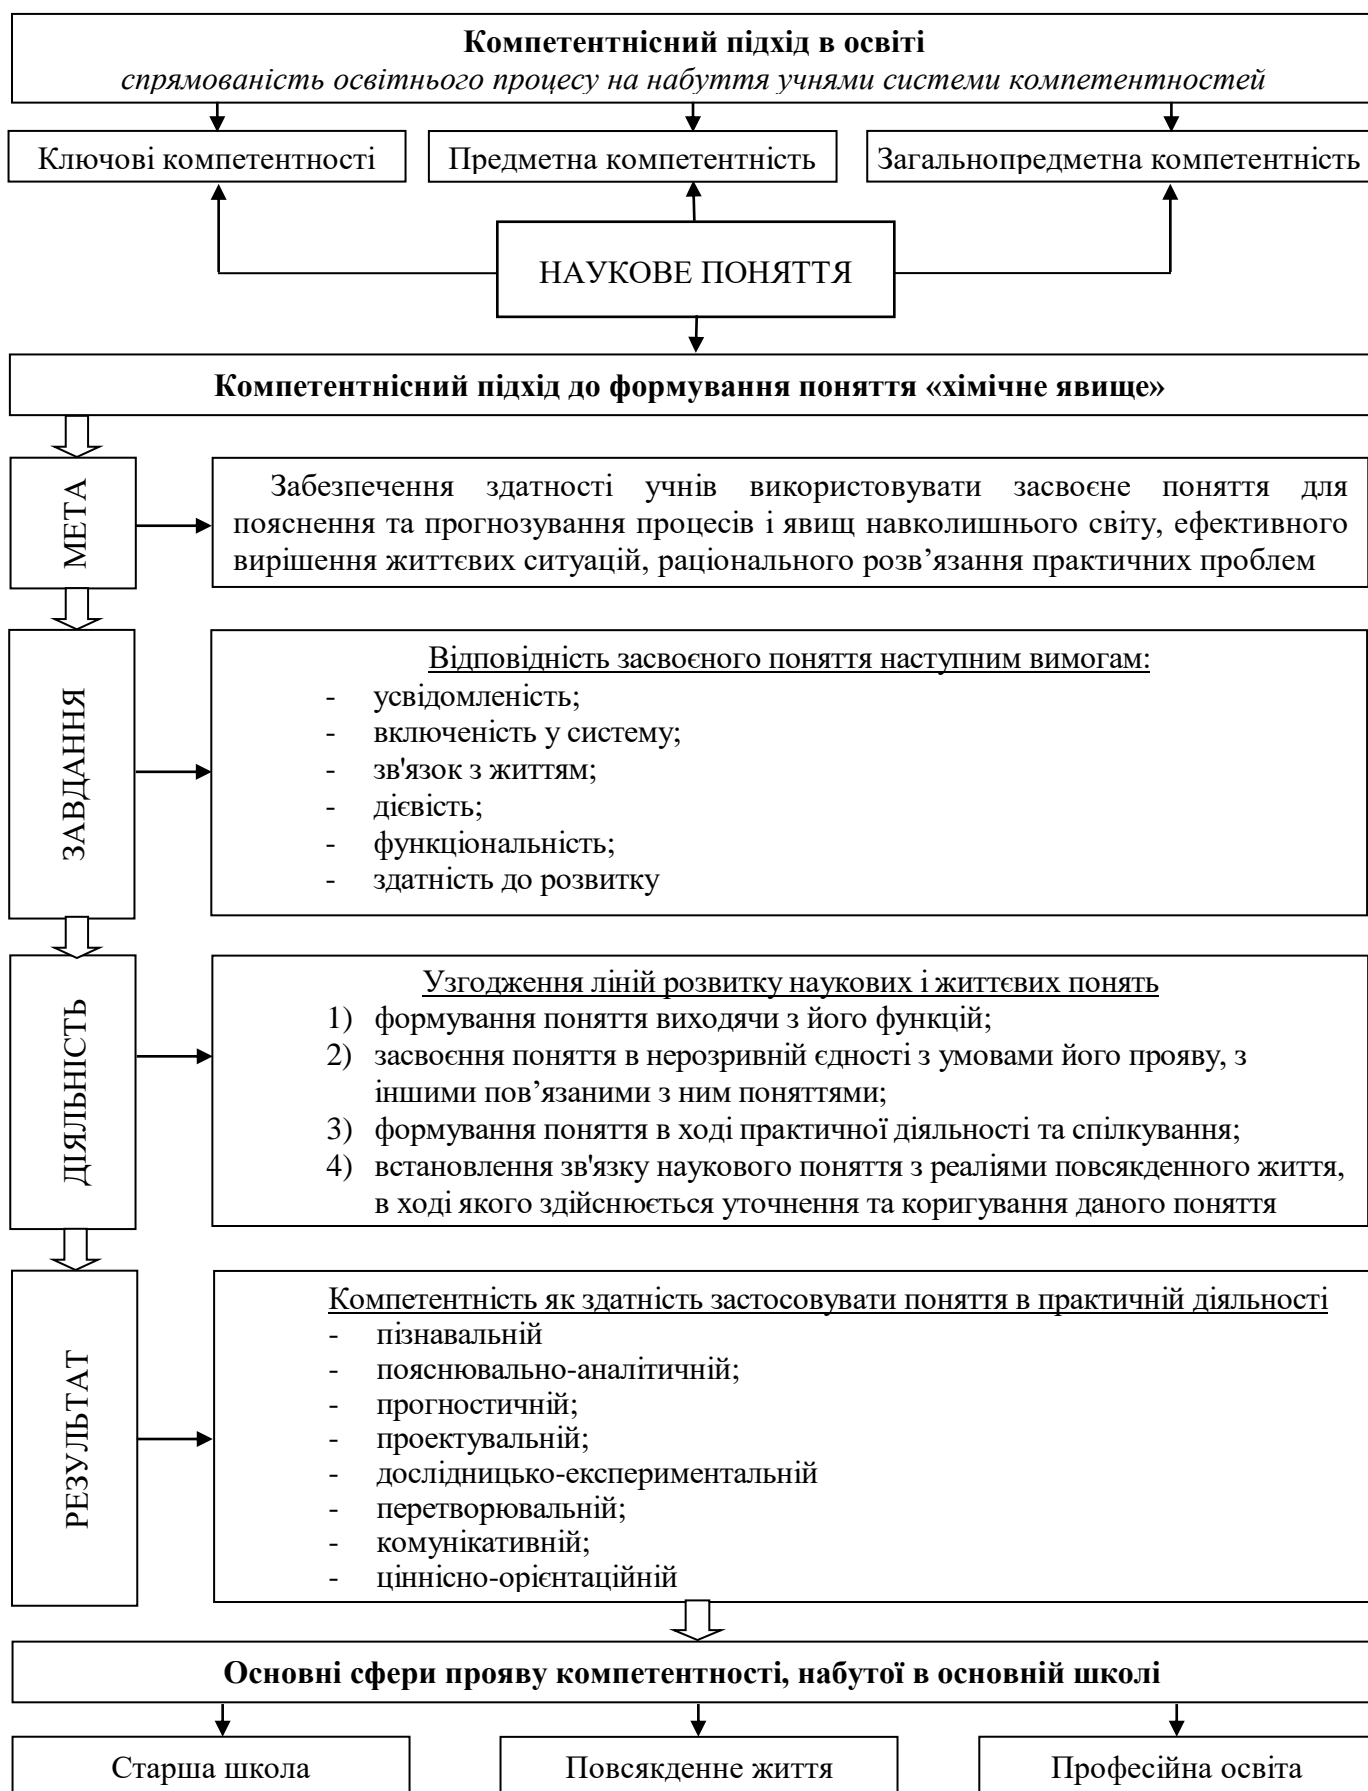 Компетентнісний підхід в освіті
спрямованість освітнього процесу на набуття учнями системи компетентностей
Ключові компетентності
Предметна компетентність
Загальнопредметна компетентність
НАУКОВЕ ПОНЯТТЯ
Компетентнісний підхід до формування поняття «хімічне явище»
МЕТА
Забезпечення здатності учнів використовувати засвоєне поняття для
пояснення та прогнозування процесів і явищ навколишнього світу, ефективного
вирішення життєвих ситуацій, раціонального розв’язання практичних проблем
ЗАВДАННЯ
Відповідність засвоєного поняття наступним вимогам:
- усвідомленість;
- включеність у систему;
- зв'язок з життям;
- дієвість;
- функціональність;
- здатність до розвитку
ДІЯЛЬНІСТЬ
Узгодження ліній розвитку наукових і життєвих понять
1) формування поняття виходячи з його функцій;
2) засвоєння поняття в нерозривній єдності з умовами його прояву, з
іншими пов’язаними з ним поняттями;
3) формування поняття в ході практичної діяльності та спілкування;
4) встановлення зв'язку наукового поняття з реаліями повсякденного життя,
в ході якого здійснюється уточнення та коригування даного поняття
РЕЗУЛЬТАТ
Компетентність як здатність застосовувати поняття в практичній діяльності
- пізнавальній
- пояснювально-аналітичній;
- прогностичній;
- проектувальній;
- дослідницько-експериментальній
- перетворювальній;
- комунікативній;
- ціннісно-орієнтаційній
Основні сфери прояву компетентності, набутої в основній школі
Старша школа
Повсякденне життя
Професійна освіта